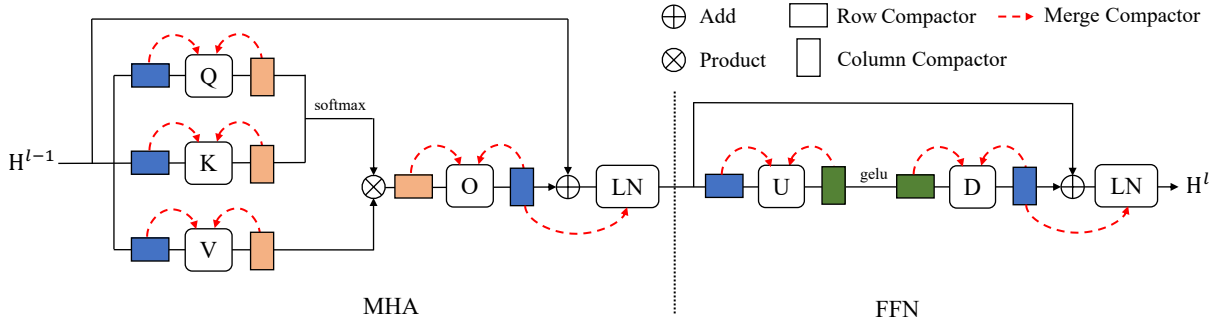 Add
Row Compactor
Merge Compactor
Product
Column Compactor
Q
softmax
H^{l-1}
K
O
LN
U
gelu
D
LN
H^l
V
MHA
FFN